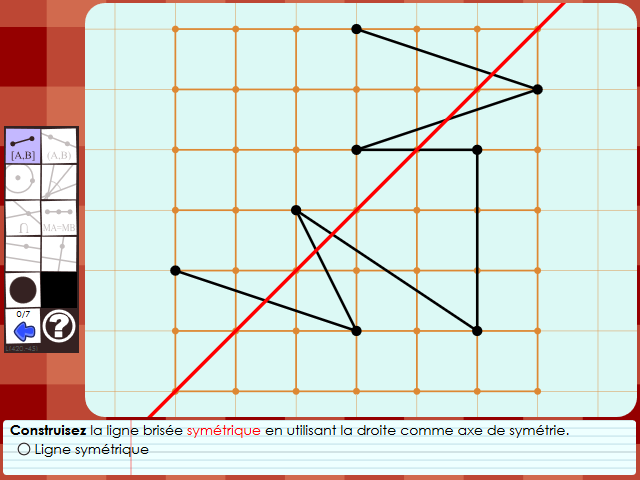 [A,B]
(A,B)
∩
MA=MB
0/7
?
Construisez la ligne brisée symétrique en utilisant la droite comme axe de symétrie.
Ligne symétrique